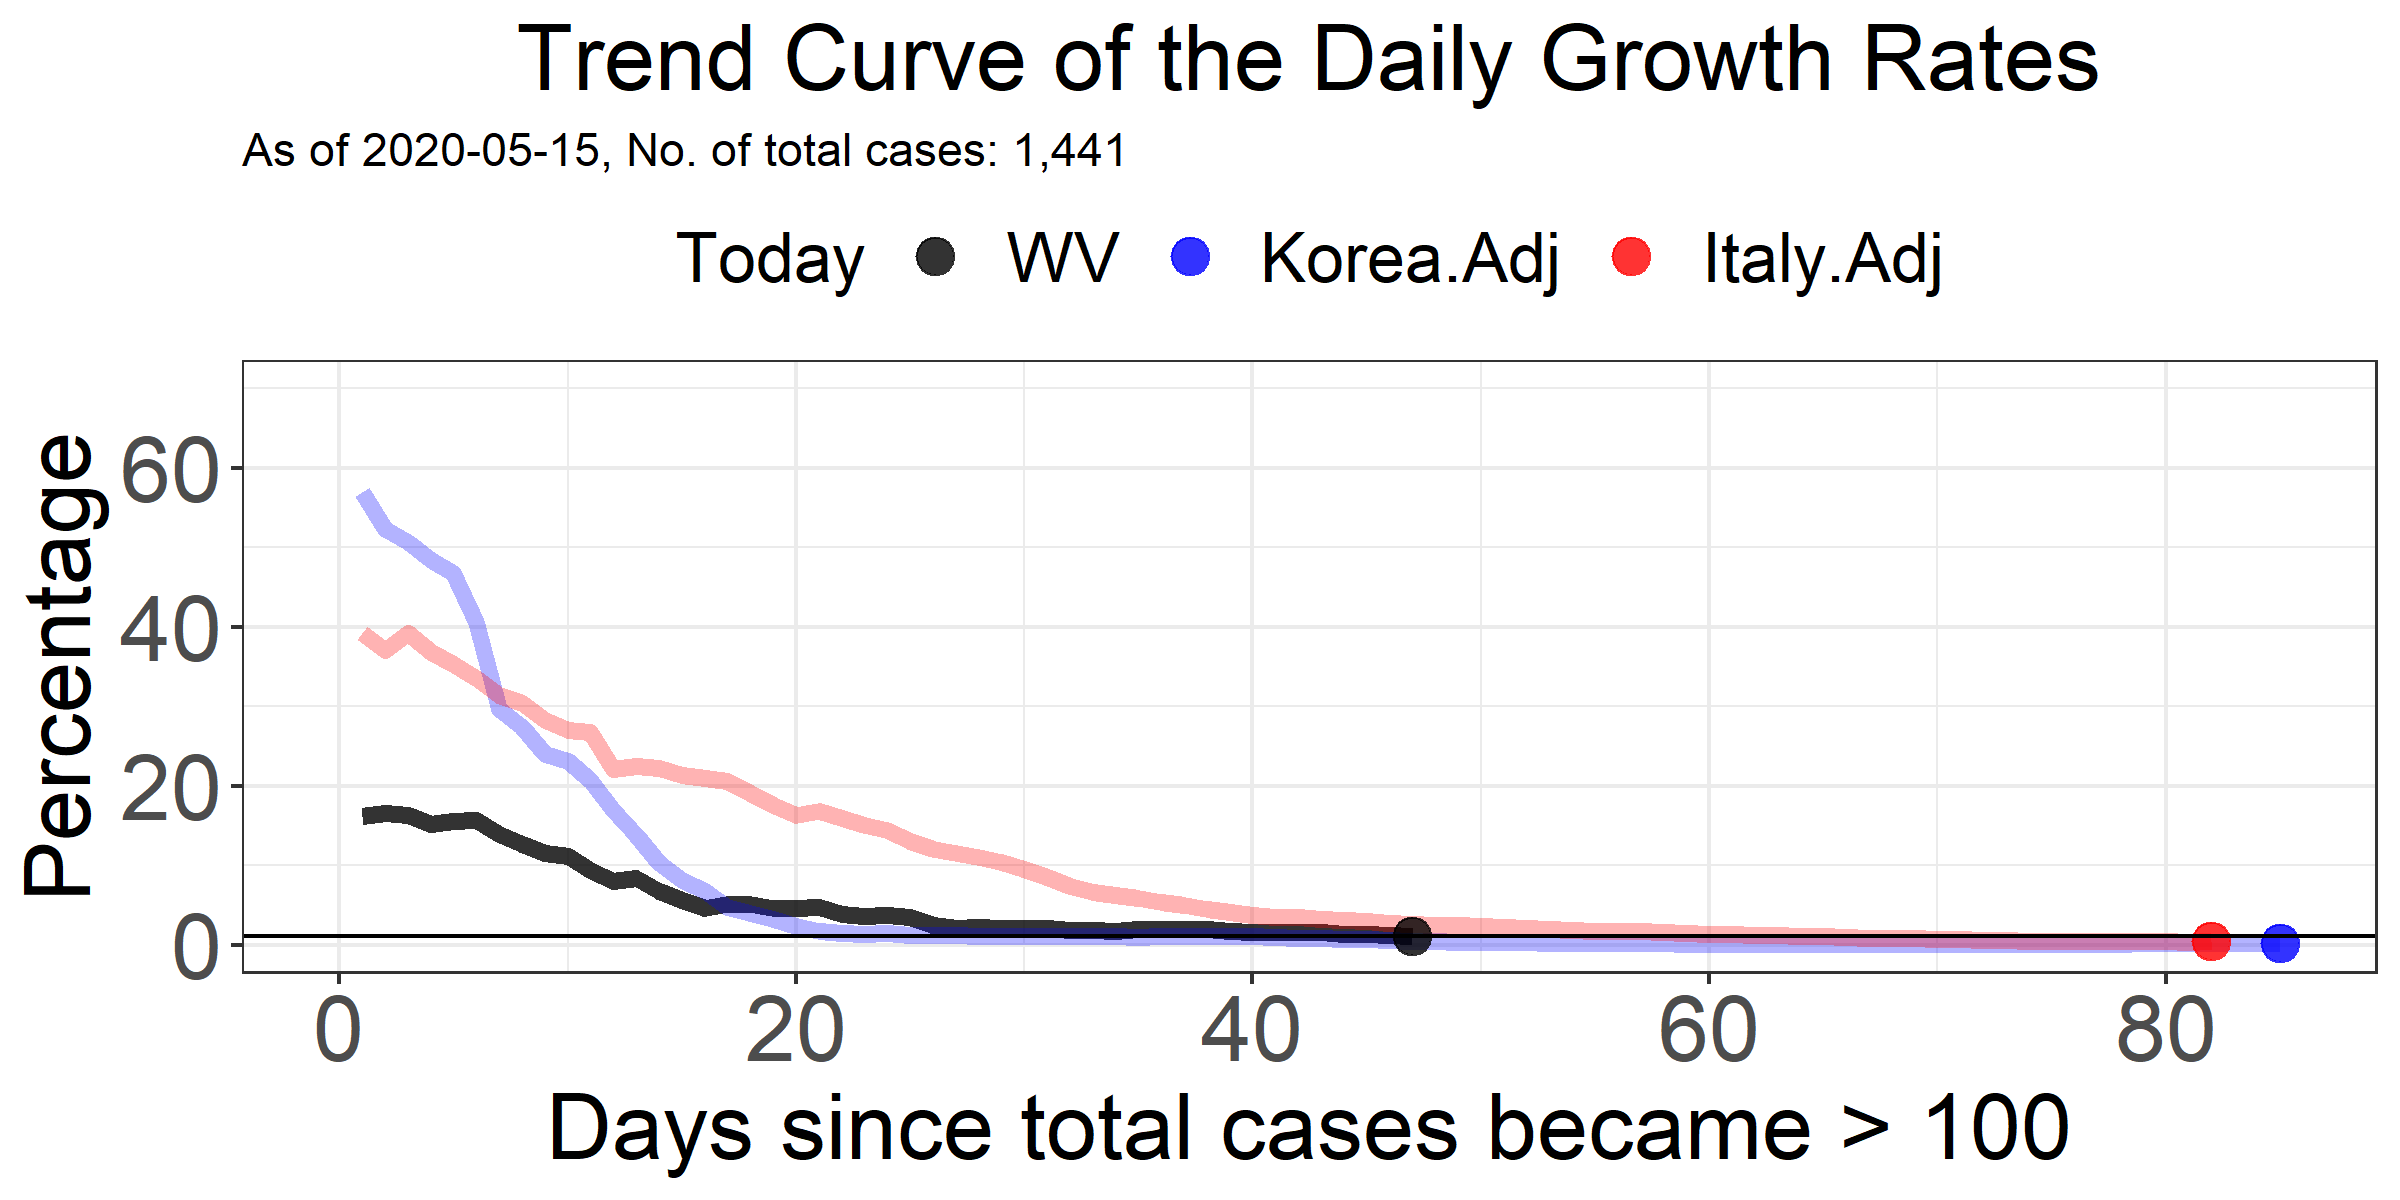 Trend Curve of the Daily Growth Rates
As of 2020-05-15, No. of total cases: 1,441
Today WV Korea.Adj Italy.Adj
Percentage
60
40
20
0
0 20 40 60 80
Days since total cases became > 100